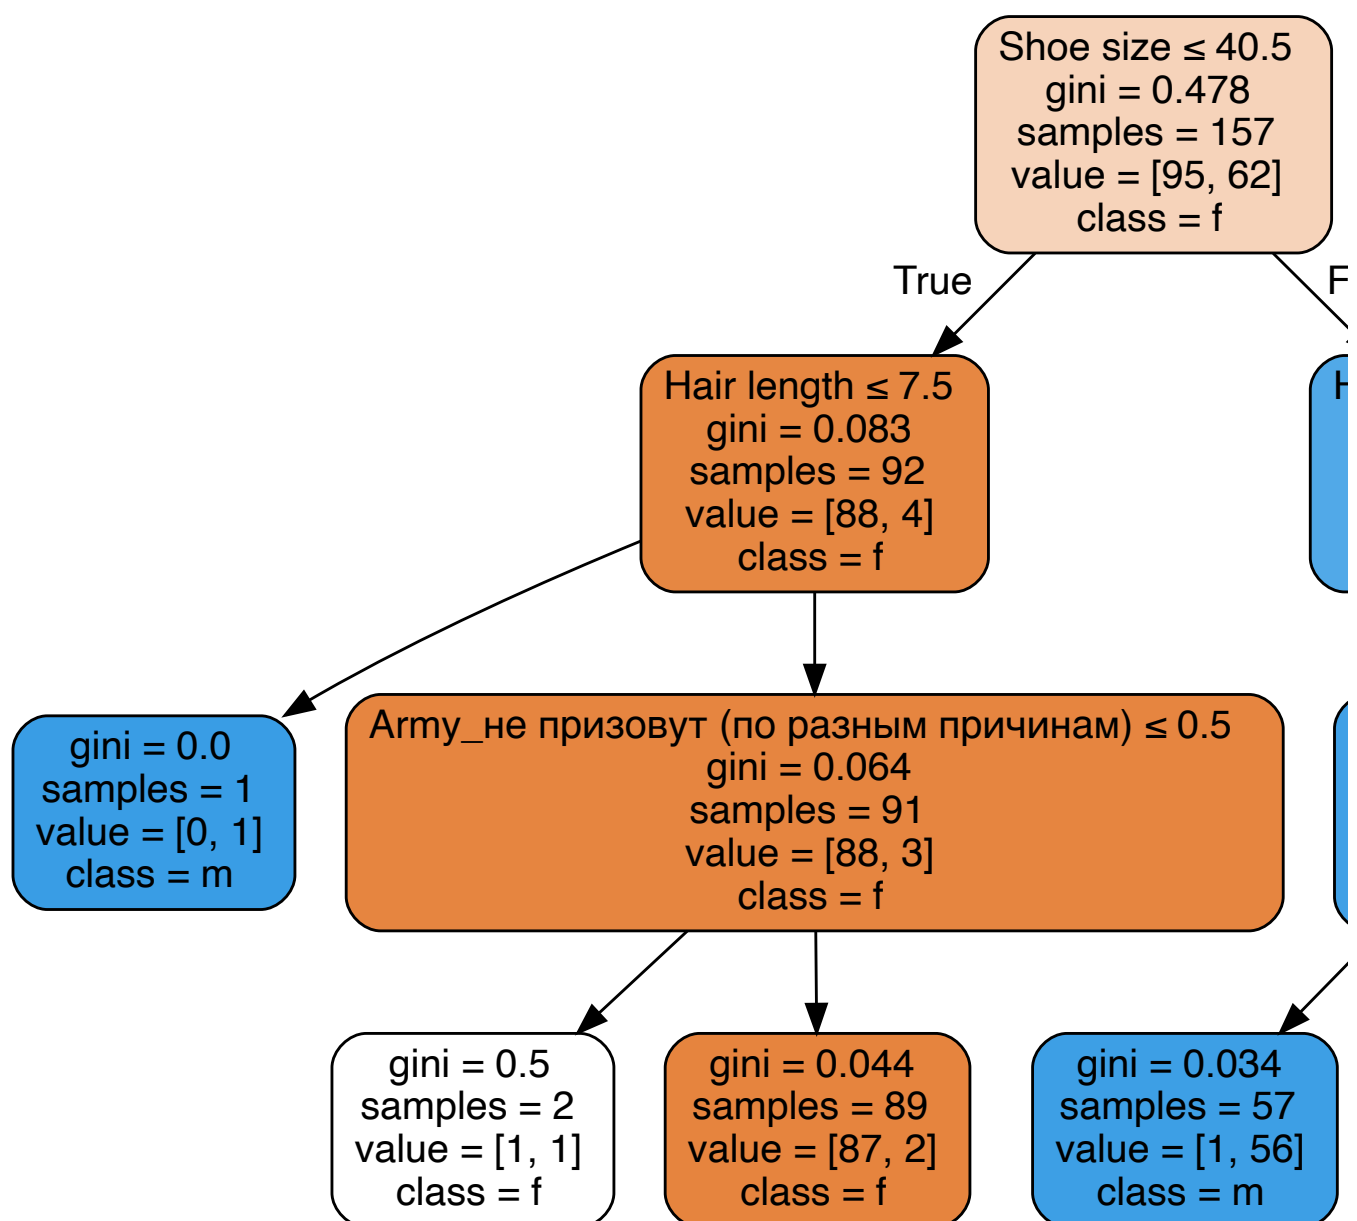 Shoe size ≤ 40.5
gini = 0.478
samples = 157
value = [95, 62]
class = f
True
Hair length ≤ 7.5
gini = 0.083
samples = 92
value = [88, 4]
class = f
gini = 0.0
samples = 1
value = [0, 1]
class = m
Army_не призовут (по разным причинам) ≤ 0.5
gini = 0.064
samples = 91
value = [88, 3]
class = f
gini = 0.5
samples = 2
value = [1, 1]
class = f
gini = 0.044
samples = 89
value = [87, 2]
class = f
gini = 0.034
samples = 57
value = [1, 56]
class = m